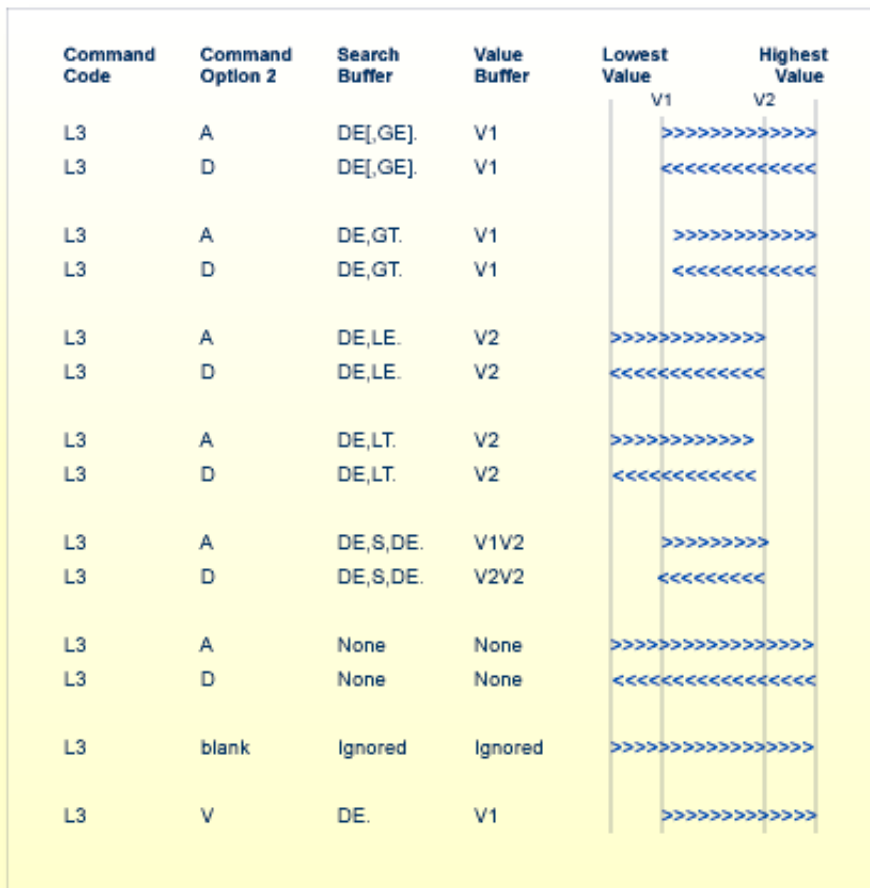 Command Code Command Option 2 Search Buffer Value Buffer Lowest Value Highest Value
V1 V2
L3 A DE[,GE]. V1 >>>>>>>>>>>>>
L3 D DE[,GE]. V1 <<<<<<<<<<<<<
L3 A DE,GT. V1 >>>>>>>>>>>>
L3 D DE,GT. V1 <<<<<<<<<<<<
L3 A DE,LE. V2 >>>>>>>>>>>>>
L3 D DE,LE. V2 <<<<<<<<<<<<<
L3 A DE,LT. V2 >>>>>>>>>>>>
L3 D DE,LT. V2 <<<<<<<<<<<<
L3 A DE,S,DE. V1V2 >>>>>>>>>
L3 D DE,S,DE. V2V2 <<<<<<<<<
L3 A None None >>>>>>>>>>>>>>>>>
L3 D None None <<<<<<<<<<<<<<<<<
L3 blank Ignored Ignored >>>>>>>>>>>>>>>>>
L3 V DE. V1 >>>>>>>>>>>>>